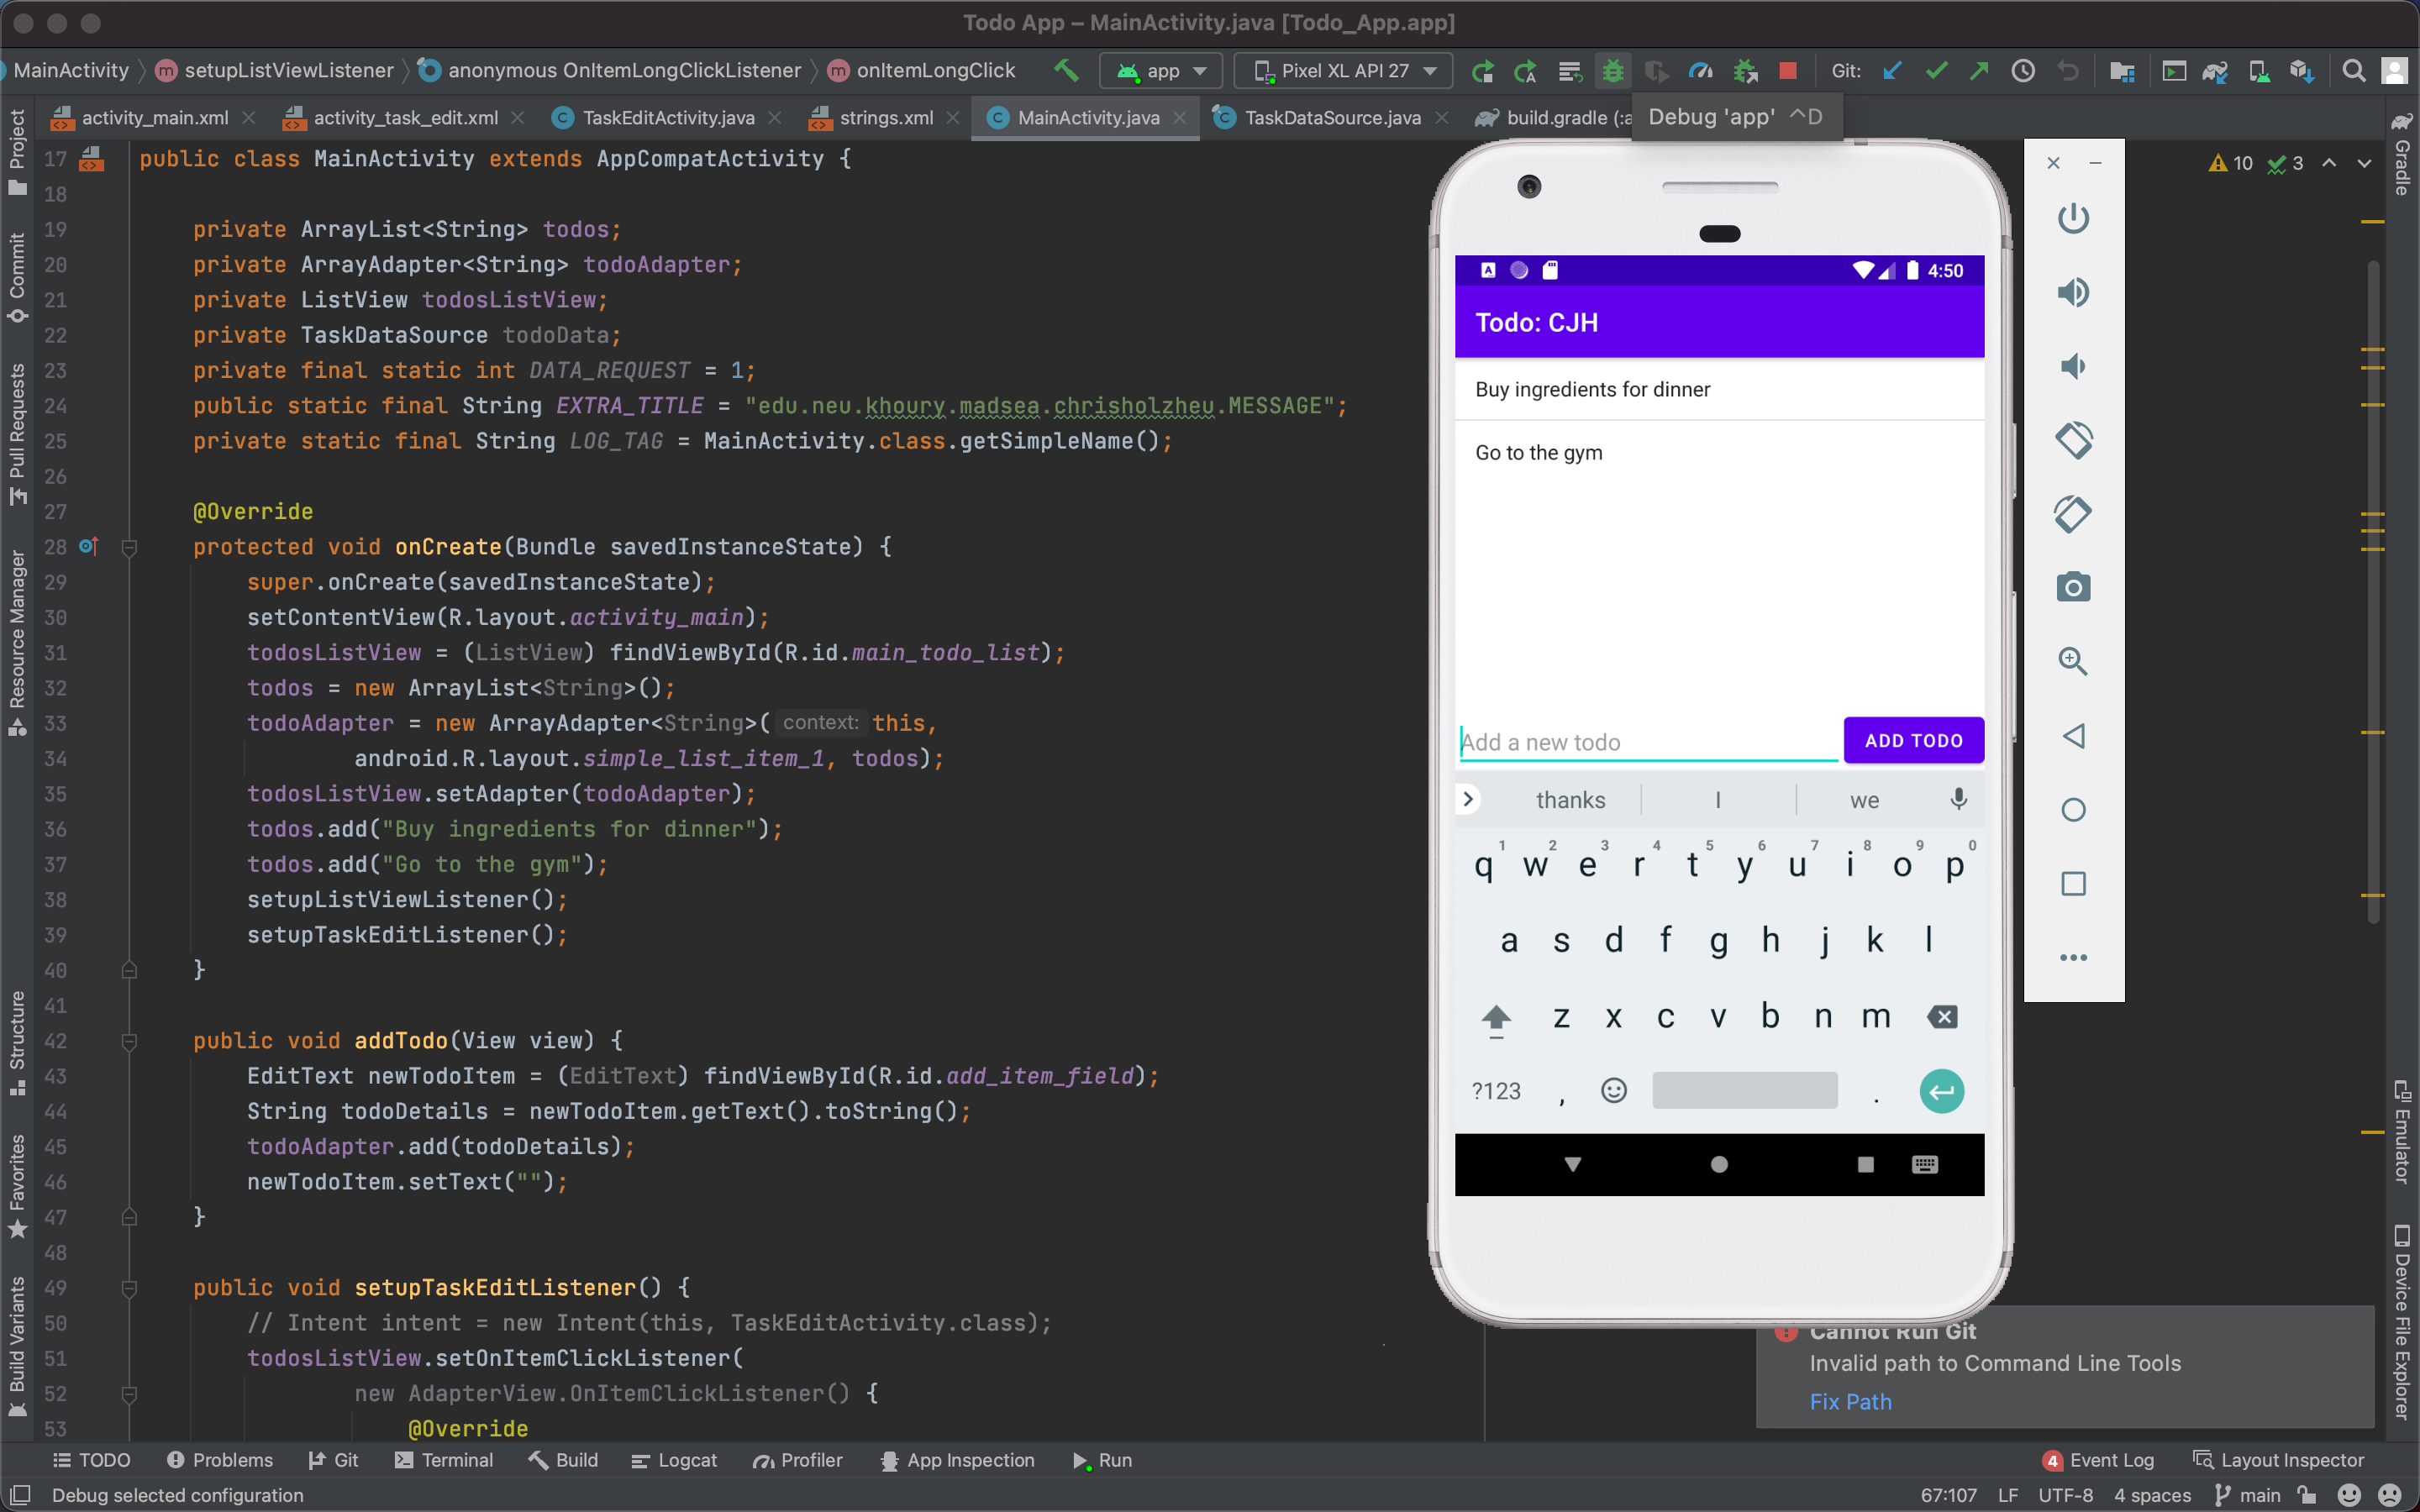 Todo App – MainActivity.java [Todo_App.app]
MainActivity setupListViewListener anonymous OnItemLongClickListener onItemLongClick app Pixel XL API 27 Git:
activity_main.xml activity_task_edit.xml TaskEditActivity.java strings.xml MainActivity.java TaskDataSource.java build.gradle (:a
Debug 'app' ^D
10 3
Project
Commit
Pull Requests
Resource Manager
Structure
Favorites
Build Variants
17 public class MainActivity extends AppCompatActivity {
18
19 private ArrayList<String> todos;
20 private ArrayAdapter<String> todoAdapter;
21 private ListView todosListView;
22 private TaskDataSource todoData;
23 private final static int DATA_REQUEST = 1;
24 public static final String EXTRA_TITLE = "edu.neu.khoury.madsea.chrisholzheu.MESSAGE";
25 private static final String LOG_TAG = MainActivity.class.getSimpleName();
26
27 @Override
28 protected void onCreate(Bundle savedInstanceState) {
29 super.onCreate(savedInstanceState);
30 setContentView(R.layout.activity_main);
31 todosListView = (ListView) findViewById(R.id.main_todo_list);
32 todos = new ArrayList<String>();
33 todoAdapter = new ArrayAdapter<String>( context: this,
34 android.R.layout.simple_list_item_1, todos);
35 todosListView.setAdapter(todoAdapter);
36 todos.add("Buy ingredients for dinner");
37 todos.add("Go to the gym");
38 setupListViewListener();
39 setupTaskEditListener();
40 }
41
42 public void addTodo(View view) {
43 EditText newTodoItem = (EditText) findViewById(R.id.add_item_field);
44 String todoDetails = newTodoItem.getText().toString();
45 todoAdapter.add(todoDetails);
46 newTodoItem.setText("");
47 }
48
49 public void setupTaskEditListener() {
50 // Intent intent = new Intent(this, TaskEditActivity.class);
51 todosListView.setOnItemClickListener(
52 new AdapterView.OnItemClickListener() {
53 @Override
4:50
Todo: CJH
Buy ingredients for dinner
Go to the gym
Add a new todo ADD TODO
thanks I we
1 2 3 4 5 6 7 8 9 0
q w e r t y u i o p
a s d f g h j k l
z x c v b n m
?123 , .
Gradle
Emulator
Device File Explorer
Cannot Run Git
Invalid path to Command Line Tools
Fix Path
TODO Problems Git Terminal Build Logcat Profiler App Inspection Run 4 Event Log Layout Inspector
Debug selected configuration 67:107 LF UTF-8 4 spaces main